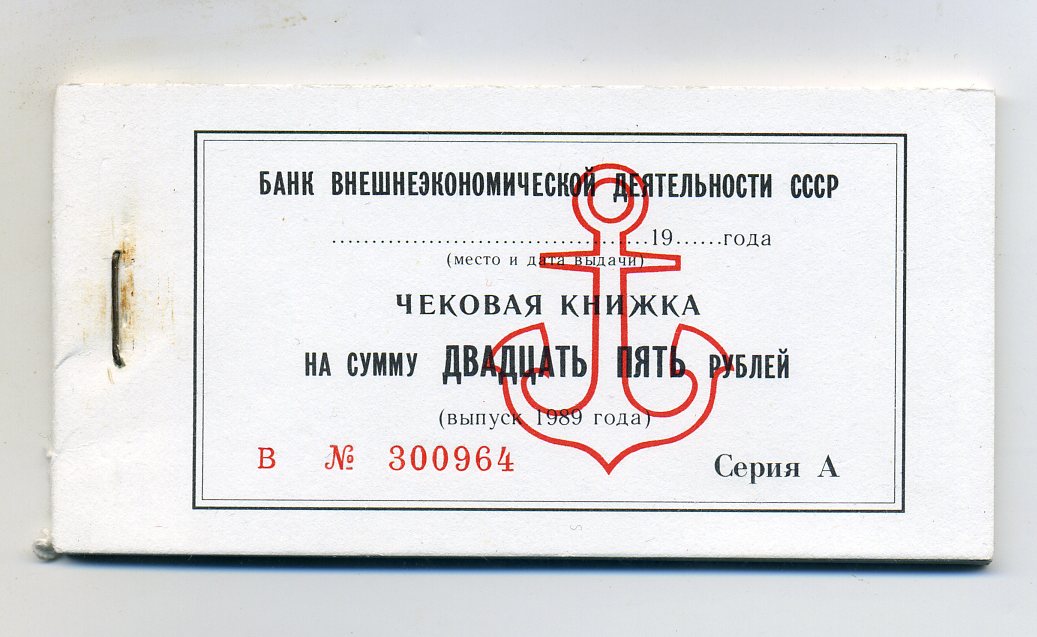 БАНК ВНЕШНЕЭКОНОМИЧЕСКОЙ ДЕЯТЕЛЬНОСТИ СССР
........................................19......года
(место и дата выдачи)
ЧЕКОВАЯ КНИЖКА
НА СУММУ ДВАДЦАТЬ ПЯТЬ РУБЛЕЙ
(выпуск 1989 года)
В № 300964 Серия А